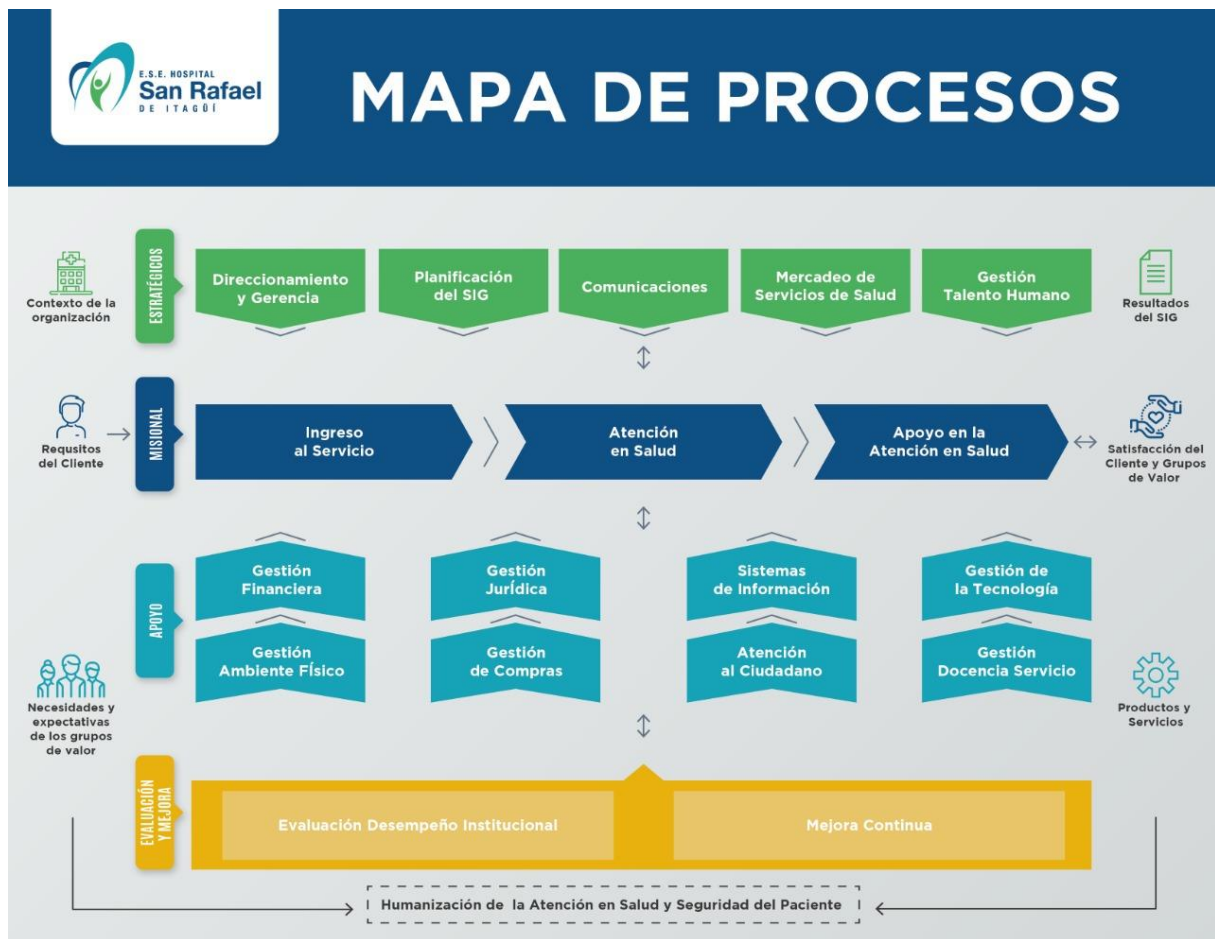 E.S.E. HOSPITAL
San Rafael
DE ITAGÜÍ
MAPA DE PROCESOS
Contexto de la
organización
ESTRATÉGICOS
Direccionamiento
y Gerencia
Planificación
del SIG
Comunicaciones
Mercadeo de
Servicios de Salud
Gestión
Talento Humano
Resultados
del SIG
Requsitos
del Cliente
MISIONAL
Ingreso
al Servicio
Atención
en Salud
Apoyo en la
Atención en Salud
Satisfacción del
Cliente y Grupos
de Valor
APOYO
Gestión
Financiera
Gestión
Jurídica
Sistemas
de Información
Gestión de
la Tecnología
Gestión
Ambiente FÍsico
Gestión
de Compras
Atención
al Ciudadano
Gestión
Docencia Servicio
Necesidades y
expectativas
de los grupos
de valor
Productos y
Servicios
EVALUACIÓN
Y MEJORA
Evaluación Desempeño Institucional
Mejora Continua
Humanización de la Atención en Salud y Seguridad del Paciente